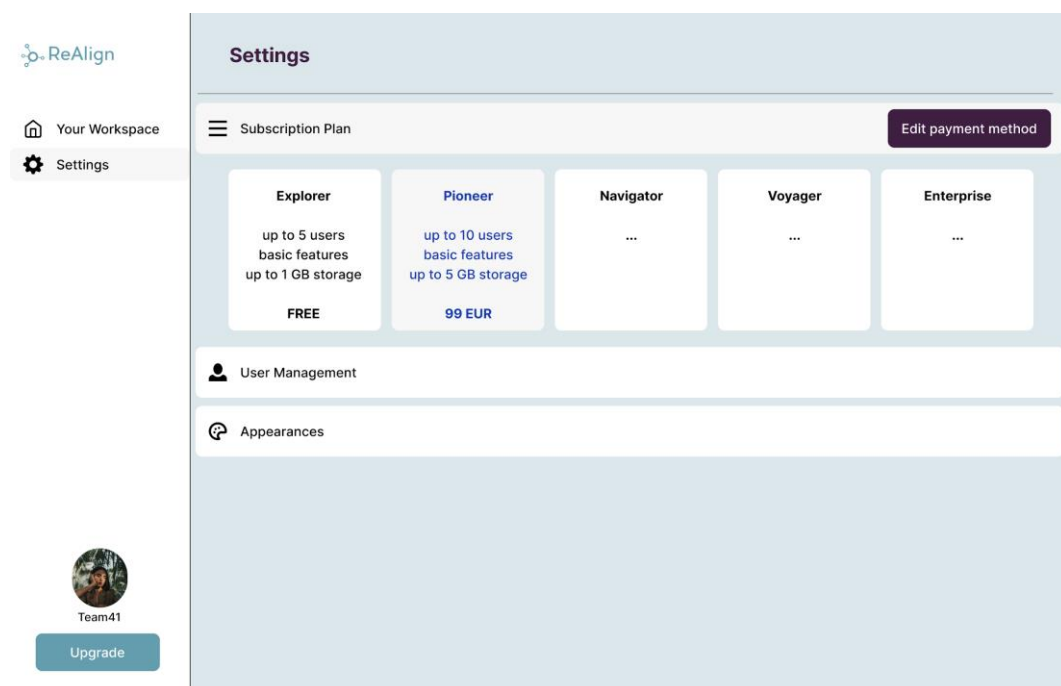 ReAlign
Settings
Your Workspace
Settings
Subscription Plan
Edit payment method
Explorer
up to 5 users
basic features
up to 1 GB storage
FREE
Pioneer
up to 10 users
basic features
up to 5 GB storage
99 EUR
Navigator
...
Voyager
...
Enterprise
...
User Management
Appearances
Team41
Upgrade